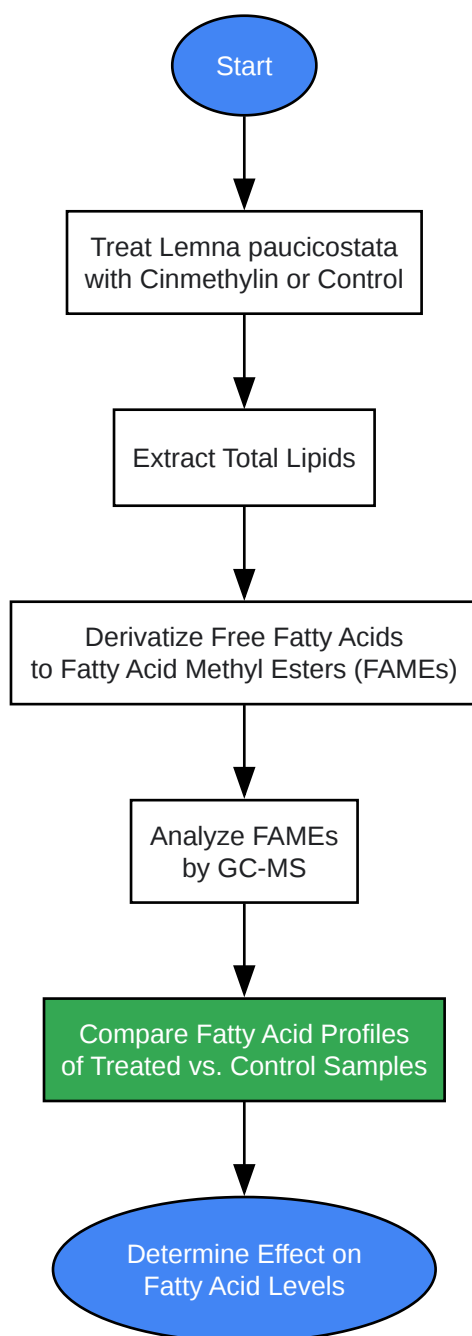 Start
Treat Lemna paucicostata
with Cinmethylin or Control
Extract Total Lipids
Derivatize Free Fatty Acids
to Fatty Acid Methyl Esters (FAMEs)
Analyze FAMEs
by GC-MS
Compare Fatty Acid Profiles
of Treated vs. Control Samples
Determine Effect on
Fatty Acid Levels